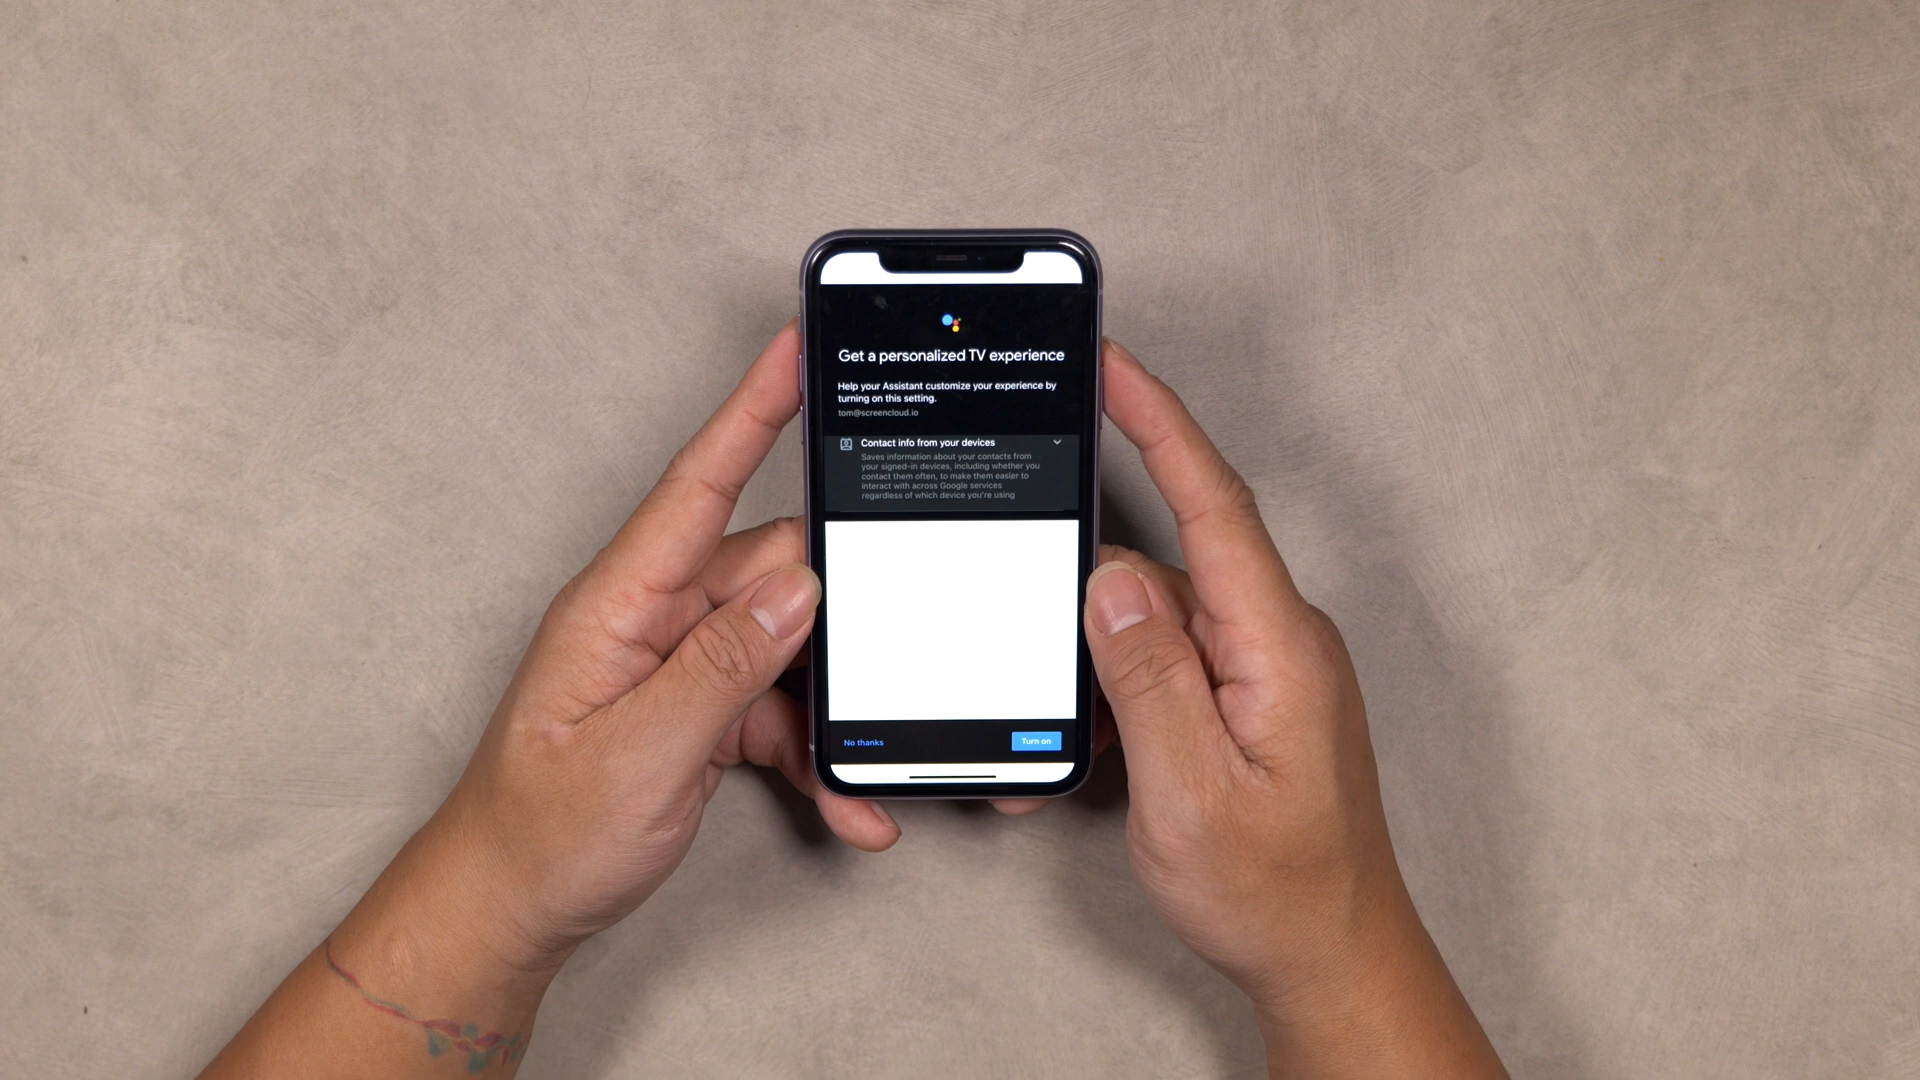 Get a personalized TV experience
Help your Assistant customize your experience by
turning on this setting.
tom@screencloud.io
Contact info from your devices
Saves information about your contacts from
your signed-in devices, including whether you
contact them often, to make them easier to
interact with across Google services
regardless of which device you're using
No thanks
Turn on